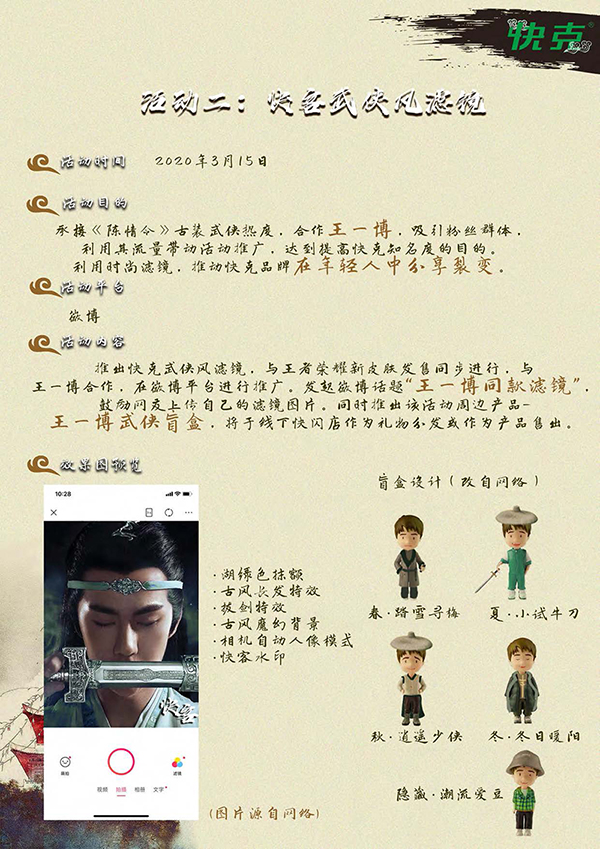 快克
活动二：快客武侠风滤镜
活动时间
2020年3月15日
活动目的
承接《陈情令》古装武侠热度，合作王一博，吸引粉丝群体，
利用其流量带动活动推广，达到提高快克知名度的目的。
利用时尚滤镜，推动快克品牌在年轻人中分享裂变。
活动平台
微博
活动内容
推出快克武侠风滤镜，与王者荣耀新皮肤发售同步进行，与
王一博合作，在微博平台进行推广。发起微博话题“王一博同款滤镜”，
鼓励网友上传自己的滤镜图片。同时推出该活动周边产品-
王一博武侠盲盒，将于线下快闪店作为礼物分发或作为产品售出。
效果图预览
10:28
快客
美拍
滤镜
视频 拍摄 相册 文字
·湖绿色抹额
·古风长发特效
·拔剑特效
·古风魔幻背景
·相机自动人像模式
·快客水印
(图片源自网络)
盲盒设计(改自网络)
春·踏雪寻梅
夏·小试牛刀
秋·逍遥少侠
冬·冬日暖阳
隐藏·潮流爱豆